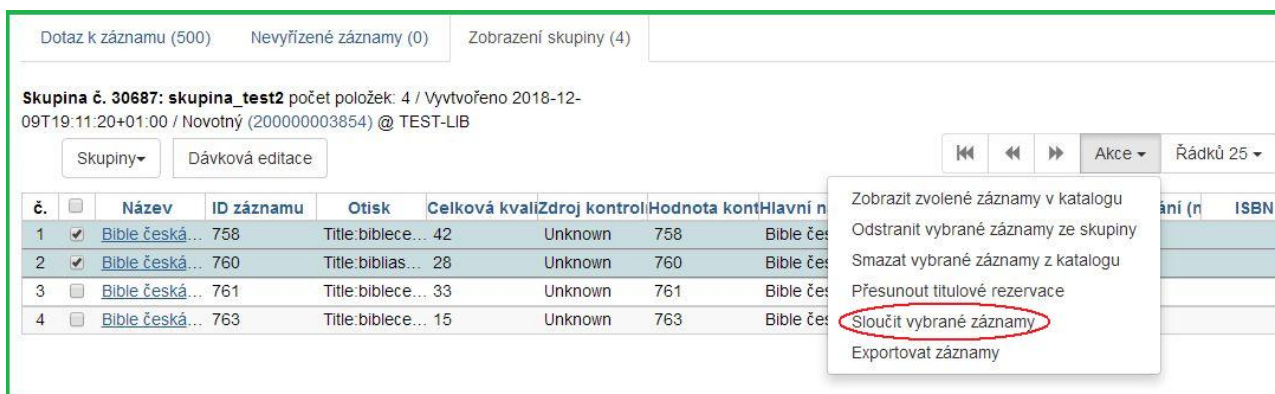 Dotaz k záznamu (500) Nevyřízené záznamy (0) Zobrazení skupiny (4)
Skupina č. 30687: skupina_test2 počet položek: 4 / Vyvtvořeno 2018-12-
09T19:11:20+01:00 / Novotný (200000003854) @ TEST-LIB
Skupiny Dávková editace Akce Řádků 25
č. Název ID záznamu Otisk Celková kvali Zdroj kontrol Hodnota kont Hlavní n ání (n ISBN
1 Bible česká... 758 Title:biblece... 42 Unknown 758 Bible čes
2 Bible česká... 760 Title:biblias... 28 Unknown 760 Bible čes
3 Bible česká... 761 Title:biblece... 33 Unknown 761 Bible čes
4 Bible česká... 763 Title:biblece... 15 Unknown 763 Bible čes
Zobrazit zvolené záznamy v katalogu
Odstranit vybrané záznamy ze skupiny
Smazat vybrané záznamy z katalogu
Přesunout titulové rezervace
Sloučit vybrané záznamy
Exportovat záznamy